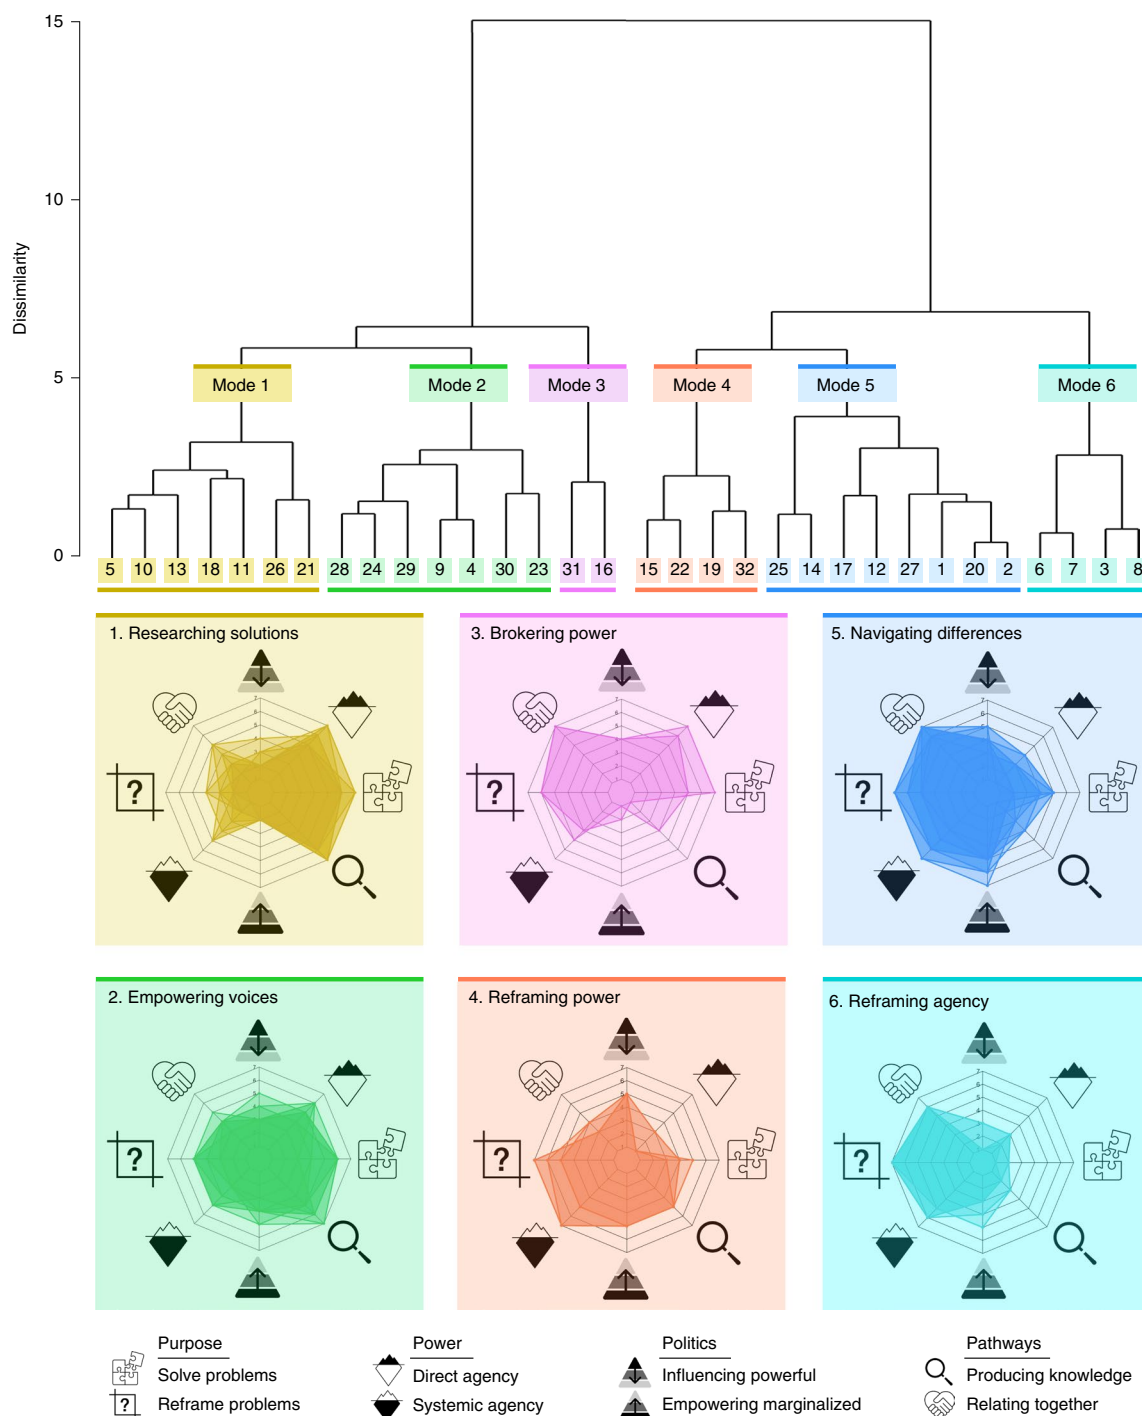 15
10
5
0
Dissimilarity
Mode 1
Mode 2
Mode 3
Mode 4
Mode 5
Mode 6
5 10 13 18 11 26 21 28 24 29 9 4 30 23 31 16 15 22 19 32 25 14 17 12 27 1 20 2 6 7 3 8
1. Researching solutions
3. Brokering power
5. Navigating differences
?
?
?
2. Empowering voices
4. Reframing power
6. Reframing agency
?
?
?
Purpose
Solve problems
? Reframe problems
Power
Direct agency
Systemic agency
Politics
Influencing powerful
Empowering marginalized
Pathways
Producing knowledge
Relating together